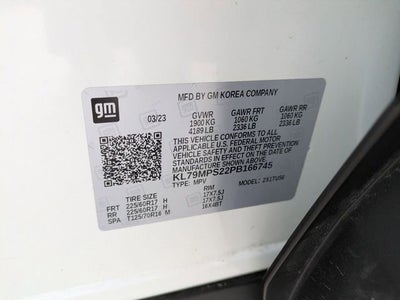 gm
MFD BY GM KOREA COMPANY
03/23 GVWR GAWR FRT GAWR RR
1900 KG 1060 KG 1060 KG
4189 LB 2336 LB 2336 LB
THIS VEHICLE CONFORMS TO ALL
APPLICABLE U.S. FEDERAL MOTOR
VEHICLE SAFETY AND THEFT PREVENTION
STANDARDS IN EFFECT ON THE DATE OF
MANUFACTURE SHOWN ABOVE.
KL79MPS22PB166745
TYPE: MPV MODEL:
TIRE SIZE RIM
FRT 225/60R17 H 17X7.5J
RR 225/60R17 H 17X7.5J
SPA T125/70R16 M 16X4BT